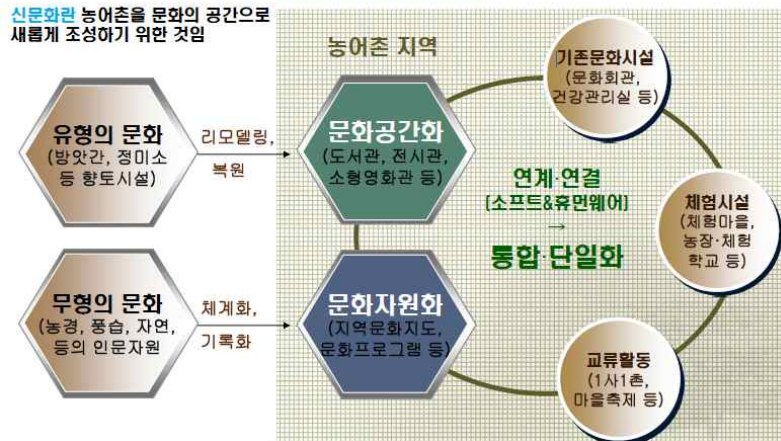 신문화란 농어촌을 문화의 공간으로
새롭게 조성하기 위한 것임
농어촌 지역
유형의 문화
(방앗간, 정미소
등 향토시설)
리모델링,
복원
문화공간화
(도서관, 전시관,
소형영화관 등)
무형의 문화
(농경, 풍습, 자연,
등의 인문자원)
체계화,
기록화
문화자원화
(지역문화지도,
문화프로그램 등)
연계·연결
(소프트&휴먼웨어)
→
통합·단일화
기존문화시설
(문화회관,
건강관리실 등)
체험시설
(체험마을,
농장·체험
학교 등)
교류활동
(1사1촌,
마을축제 등)